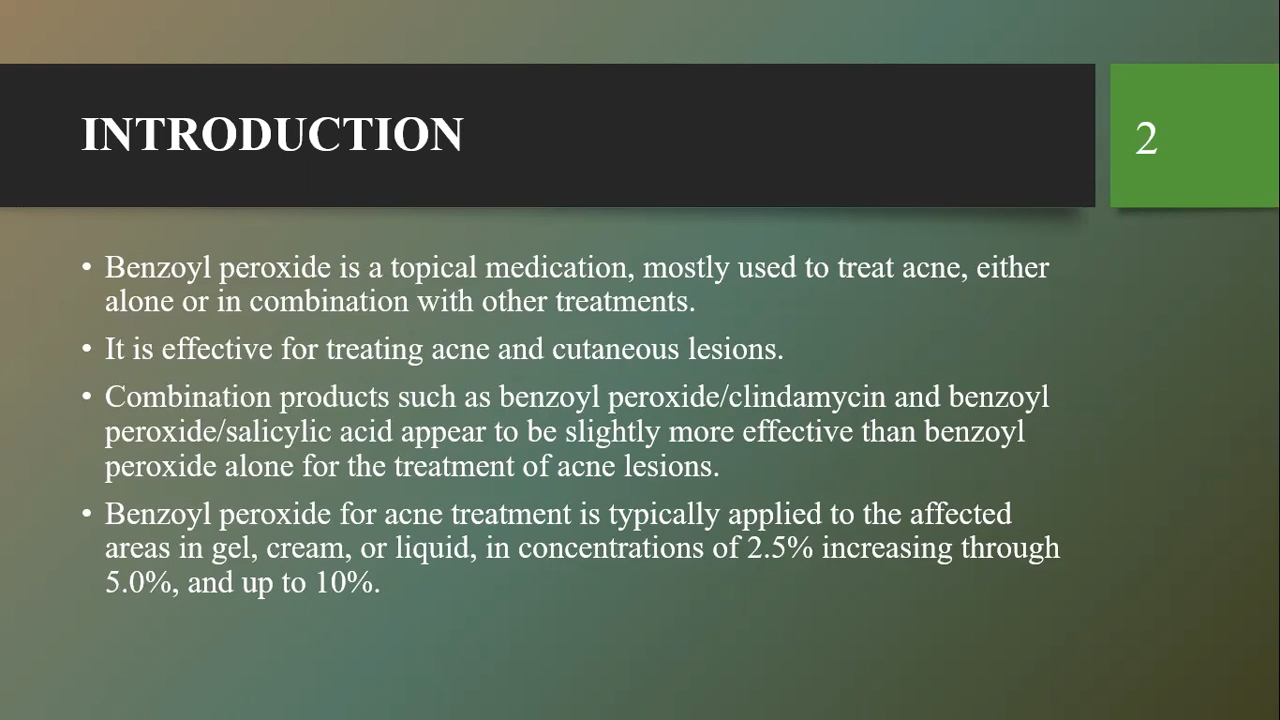 INTRODUCTION
2
• Benzoyl peroxide is a topical medication, mostly used to treat acne, either
alone or in combination with other treatments.
• It is effective for treating acne and cutaneous lesions.
• Combination products such as benzoyl peroxide/clindamycin and benzoyl
peroxide/salicylic acid appear to be slightly more effective than benzoyl
peroxide alone for the treatment of acne lesions.
• Benzoyl peroxide for acne treatment is typically applied to the affected
areas in gel, cream, or liquid, in concentrations of 2.5% increasing through
5.0%, and up to 10%.